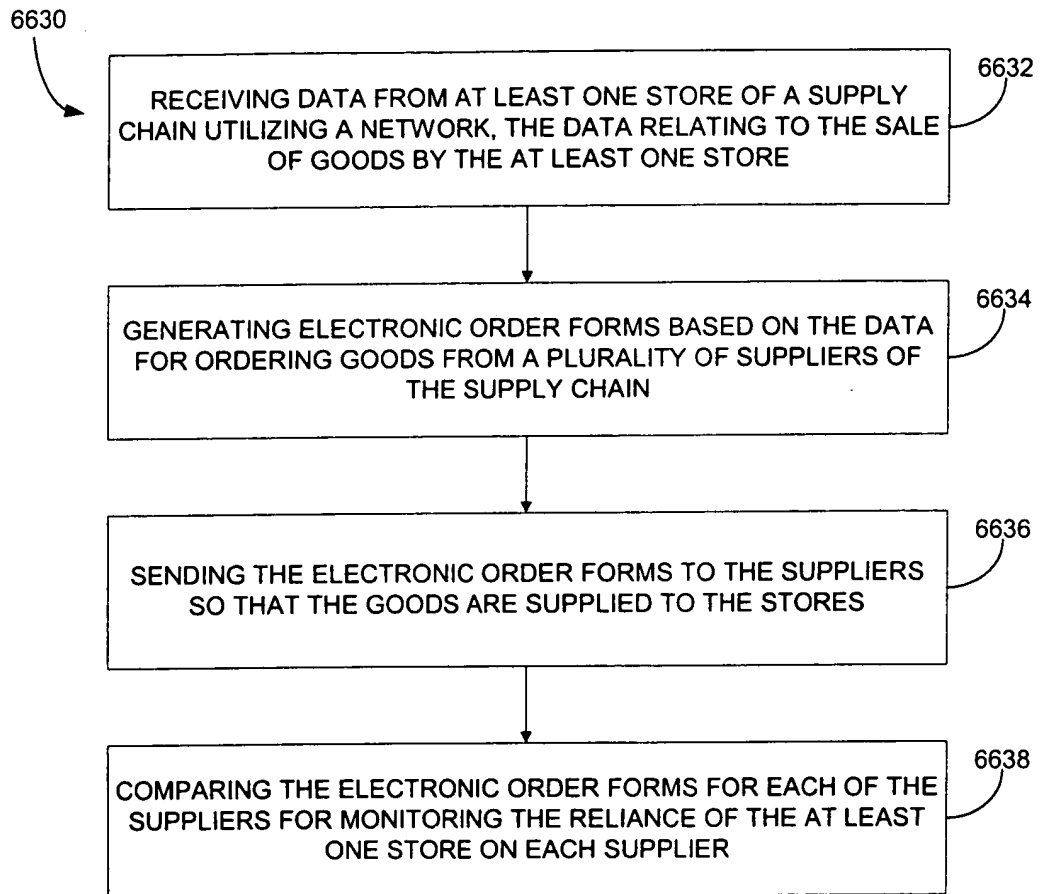 6630
6632
RECEIVING DATA FROM AT LEAST ONE STORE OF A SUPPLY
CHAIN UTILIZING A NETWORK, THE DATA RELATING TO THE SALE
OF GOODS BY THE AT LEAST ONE STORE
6634
GENERATING ELECTRONIC ORDER FORMS BASED ON THE DATA
FOR ORDERING GOODS FROM A PLURALITY OF SUPPLIERS OF
THE SUPPLY CHAIN
6636
SENDING THE ELECTRONIC ORDER FORMS TO THE SUPPLIERS
SO THAT THE GOODS ARE SUPPLIED TO THE STORES
6638
COMPARING THE ELECTRONIC ORDER FORMS FOR EACH OF THE
SUPPLIERS FOR MONITORING THE RELIANCE OF THE AT LEAST
ONE STORE ON EACH SUPPLIER